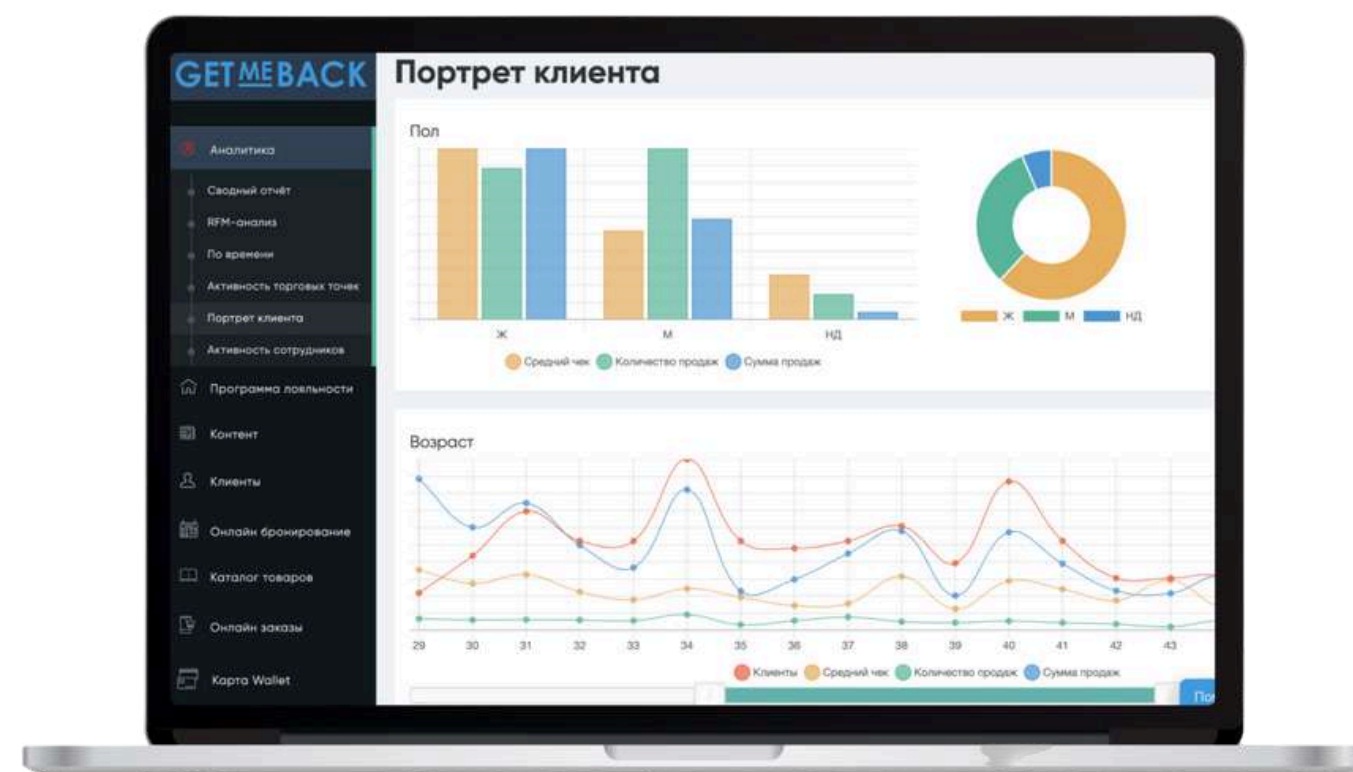 GETMEBACK
Аналитика
Сводный отчёт
RFM-анализ
По времени
Активность торговых точек
Портрет клиента
Активность сотрудников
Программа лояльности
Контент
Клиенты
Онлайн бронирование
Каталог товаров
Онлайн заказы
Карта Wallet
Портрет клиента
Пол
Ж М НД
Средний чек Количество продаж Сумма продаж
Ж М НД
Возраст
29 30 31 32 33 34 35 36 37 38 39 40 41 42 43
Клиенты Средний чек Количество продаж Сумма продаж